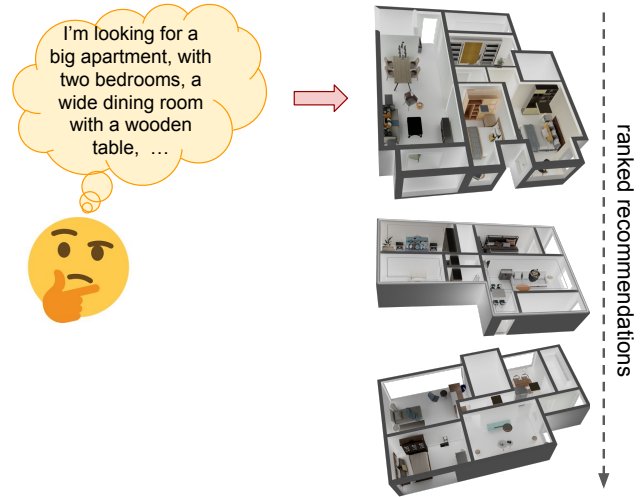 I'm looking for a
big apartment, with
two bedrooms, a
wide dining room
with a wooden
table,  ...
ranked recommendations